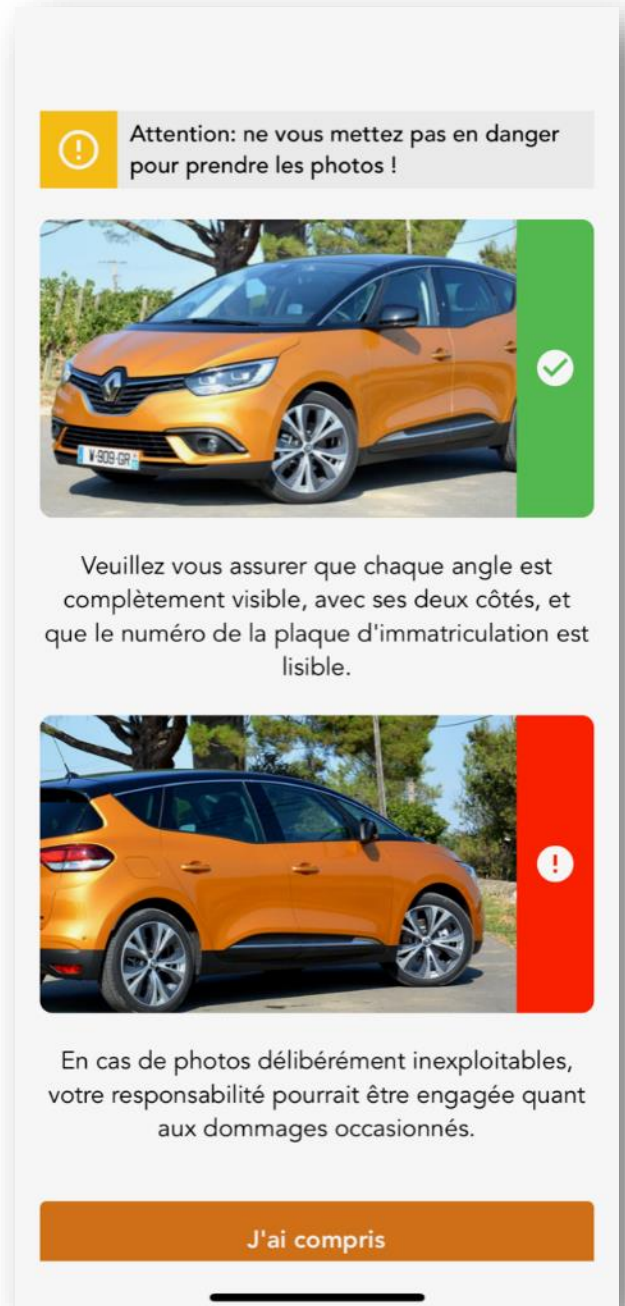 Attention: ne vous mettez pas en danger
pour prendre les photos !
W-909-GR
Veuillez vous assurer que chaque angle est
complètement visible, avec ses deux côtés, et
que le numéro de la plaque d'immatriculation est
lisible.
En cas de photos délibérément inexploitables,
votre responsabilité pourrait être engagée quant
aux dommages occasionnés.
J'ai compris